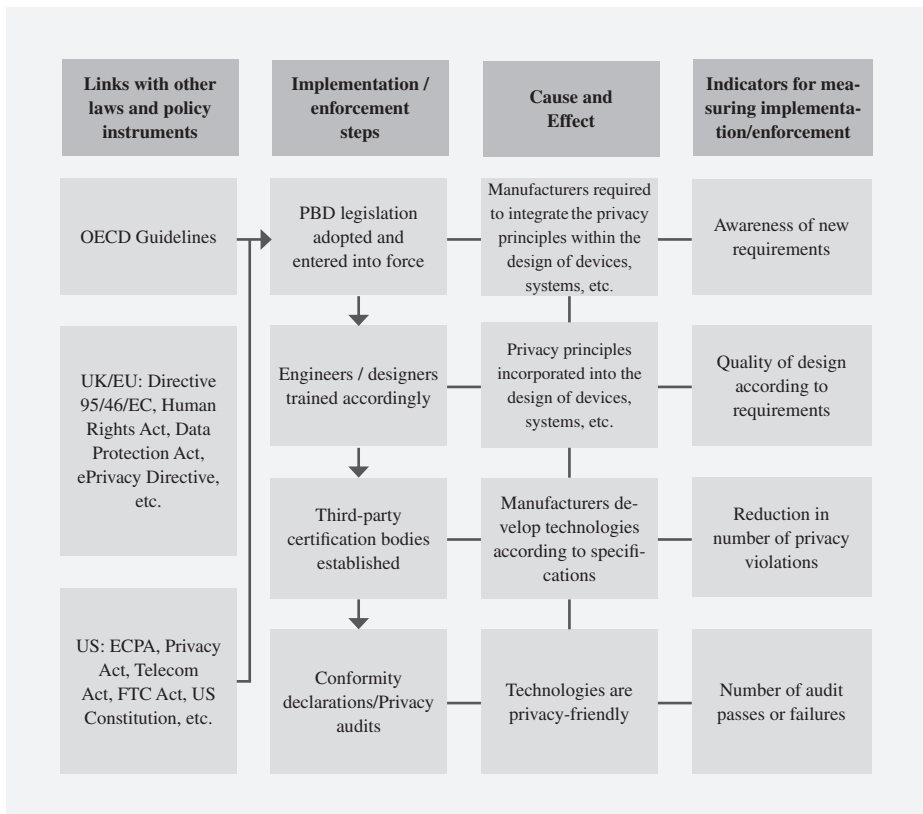 Links with other
laws and policy
instruments
Implementation /
enforcement
steps
Cause and
Effect
Indicators for mea-
suring implementa-
tion/enforcement
OECD Guidelines
PBD legislation
adopted and
entered into force
Manufacturers required
to integrate the privacy
principles within the
design of devices,
systems, etc.
Awareness of new
requirements
UK/EU: Directive
95/46/EC, Human
Rights Act, Data
Protection Act,
ePrivacy Directive,
etc.
Engineers / designers
trained accordingly
Privacy principles
incorporated into the
design of devices,
systems, etc.
Quality of design
according to
requirements
Third-party
certification bodies
established
Manufacturers de-
velop technologies
according to specifi-
cations
Reduction in
number of privacy
violations
US: ECPA, Privacy
Act, Telecom
Act, FTC Act, US
Constitution, etc.
Conformity
declarations/Privacy
audits
Technologies are
privacy-friendly
Number of audit
passes or failures